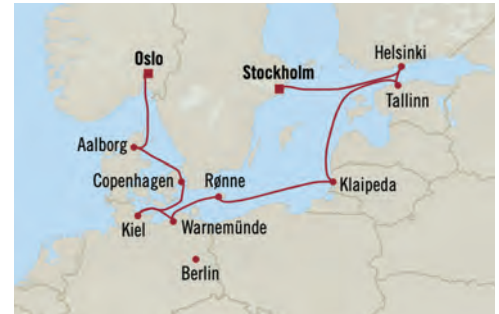 Oslo
Helsinki
Stockholm
Tallinn
Aalborg
Copenhagen
Rønne
Klaipeda
Kiel
Warnemünde
Berlin